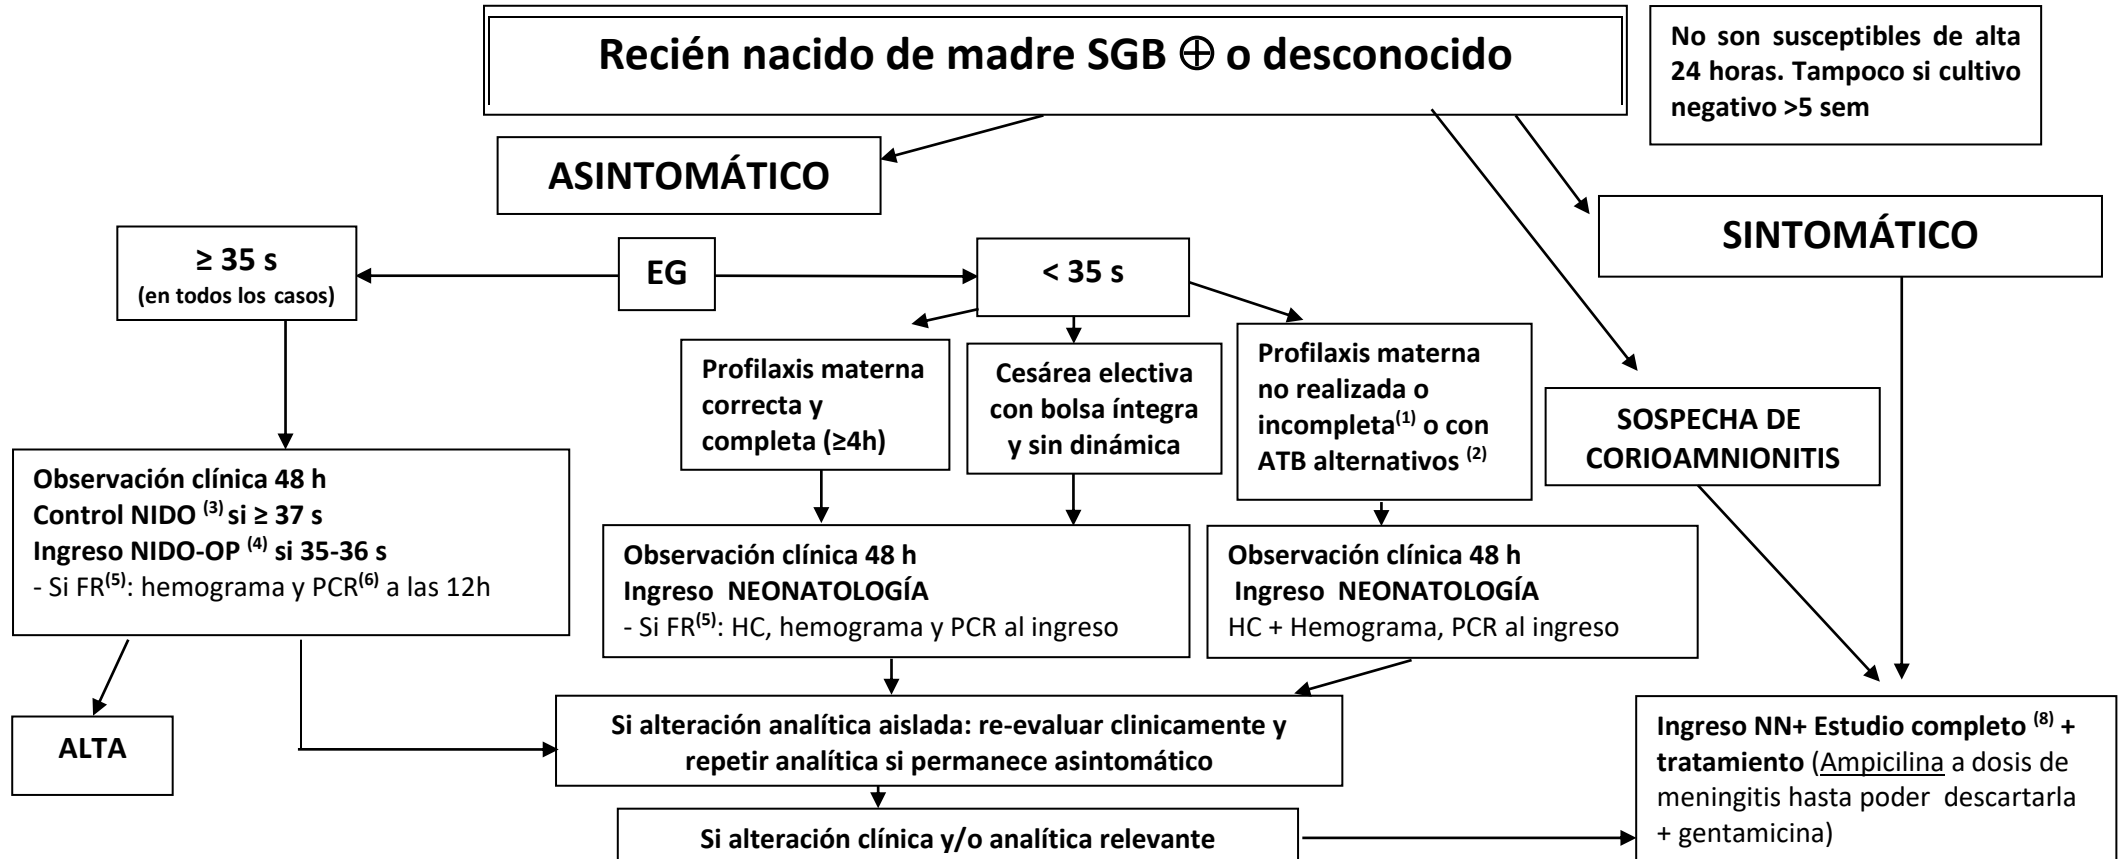 Recién nacido de madre SGB ⊕ o desconocido
No son susceptibles de alta
24 horas. Tampoco si cultivo
negativo >5 sem
ASINTOMÁTICO
SINTOMÁTICO
≥ 35 s
(en todos los casos)
EG
< 35 s
Profilaxis materna
correcta y
completa (≥4h)
Cesárea electiva
con bolsa íntegra
y sin dinámica
Profilaxis materna
no realizada o
incompleta(1) o con
ATB alternativos (2)
SOSPECHA DE
CORIOAMNIONITIS
Observación clínica 48 h
Control NIDO (3) si ≥ 37 s
Ingreso NIDO-OP (4) si 35-36 s
- Si FR(5): hemograma y PCR(6) a las 12h
Observación clínica 48 h
Ingreso NEONATOLOGÍA
- Si FR(5): HC, hemograma y PCR al ingreso
Observación clínica 48 h
Ingreso NEONATOLOGÍA
HC + Hemograma, PCR al ingreso
ALTA
Si alteración analítica aislada: re-evaluar clinicamente y
repetir analítica si permanece asintomático
Si alteración clínica y/o analítica relevante
Ingreso NN+ Estudio completo (8) +
tratamiento (Ampicilina a dosis de
meningitis hasta poder descartarla
+ gentamicina)